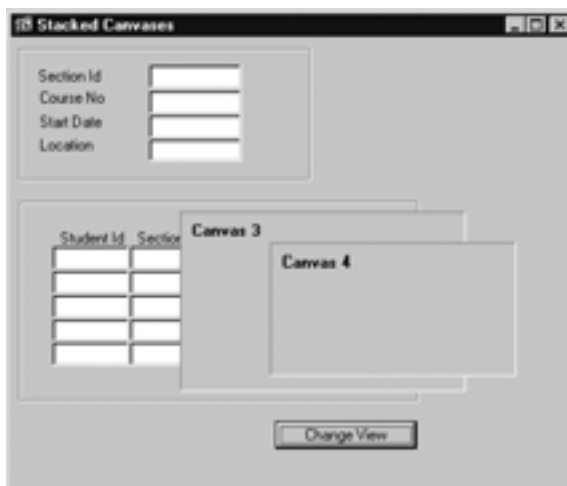 Stacked Canvases
Section Id
Course No
Start Date
Location
Student Id Section
Canvas 3
Canvas 4
Change View